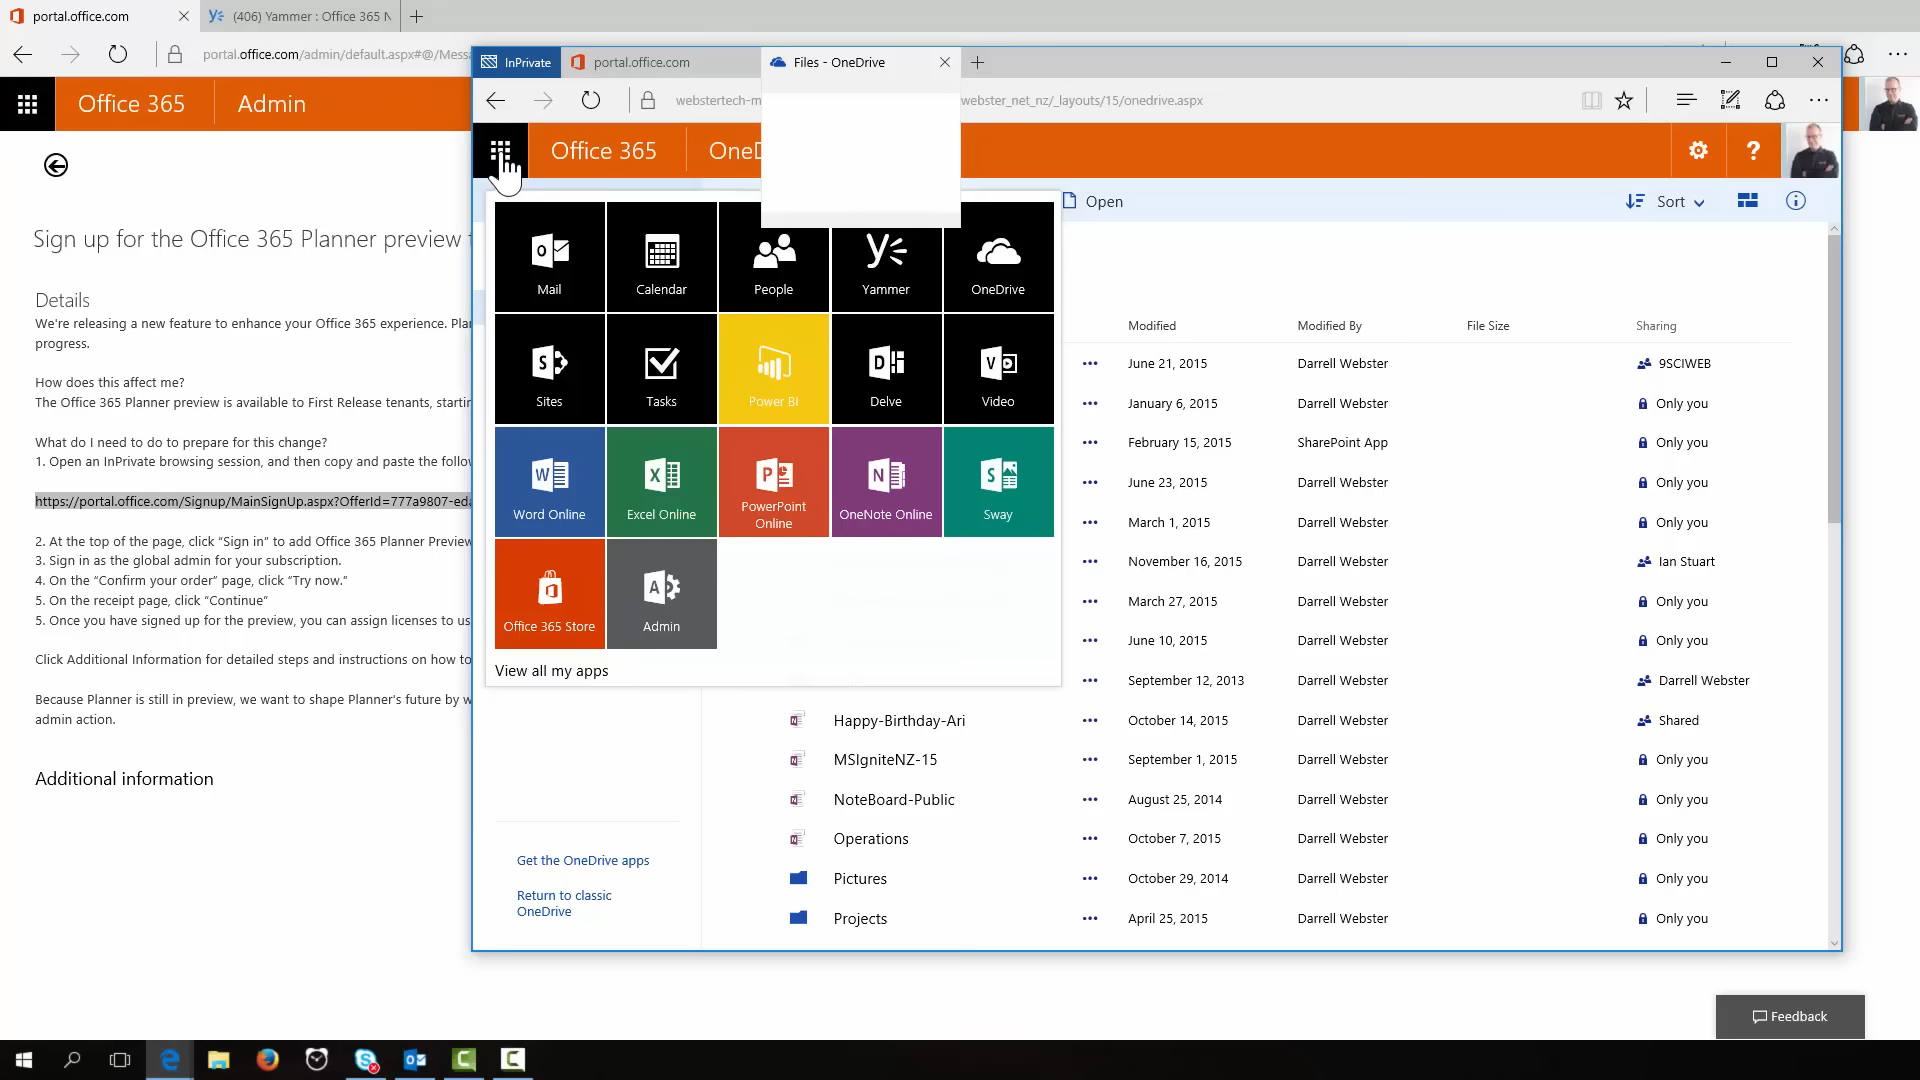 portal.office.com
(406) Yammer : Office 365 N
portal.office.com/admin/default.aspx#@/Mess
Office 365
Admin
Sign up for the Office 365 Planner preview
Details
We're releasing a new feature to enhance your Office 365 experience. Pla
progress.
How does this affect me?
The Office 365 Planner preview is available to First Release tenants, startin
What do I need to do to prepare for this change?
1. Open an InPrivate browsing session, and then copy and paste the follo
https://portal.office.com/Signup/MainSignUp.aspx?OfferId=777a9807-eda
2. At the top of the page, click “Sign in” to add Office 365 Planner Preview
3. Sign in as the global admin for your subscription.
4. On the “Confirm your order” page, click “Try now.”
5. On the receipt page, click “Continue”
5. Once you have signed up for the preview, you can assign licenses to us
Click Additional Information for detailed steps and instructions on how to
Because Planner is still in preview, we want to shape Planner's future by w
admin action.
Additional information
InPrivate
portal.office.com
Files - OneDrive
webstertech-m
webster_net_nz/_layouts/15/onedrive.aspx
Office 365
OneD
?
Open
Sort
Mail
Calendar
People
Yammer
OneDrive
Sites
Tasks
Power BI
Delve
Video
Word Online
Excel Online
PowerPoint
Online
OneNote Online
Sway
Office 365 Store
Admin
View all my apps
Get the OneDrive apps
Return to classic
OneDrive
Modified Modified By File Size Sharing
June 21, 2015 Darrell Webster 9SCIWEB
January 6, 2015 Darrell Webster Only you
February 15, 2015 SharePoint App Only you
June 23, 2015 Darrell Webster Only you
March 1, 2015 Darrell Webster Only you
November 16, 2015 Darrell Webster Ian Stuart
March 27, 2015 Darrell Webster Only you
June 10, 2015 Darrell Webster Only you
September 12, 2013 Darrell Webster Darrell Webster
Happy-Birthday-Ari October 14, 2015 Darrell Webster Shared
MSIgniteNZ-15 September 1, 2015 Darrell Webster Only you
NoteBoard-Public August 25, 2014 Darrell Webster Only you
Operations October 7, 2015 Darrell Webster Only you
Pictures October 29, 2014 Darrell Webster Only you
Projects April 25, 2015 Darrell Webster Only you
Feedback